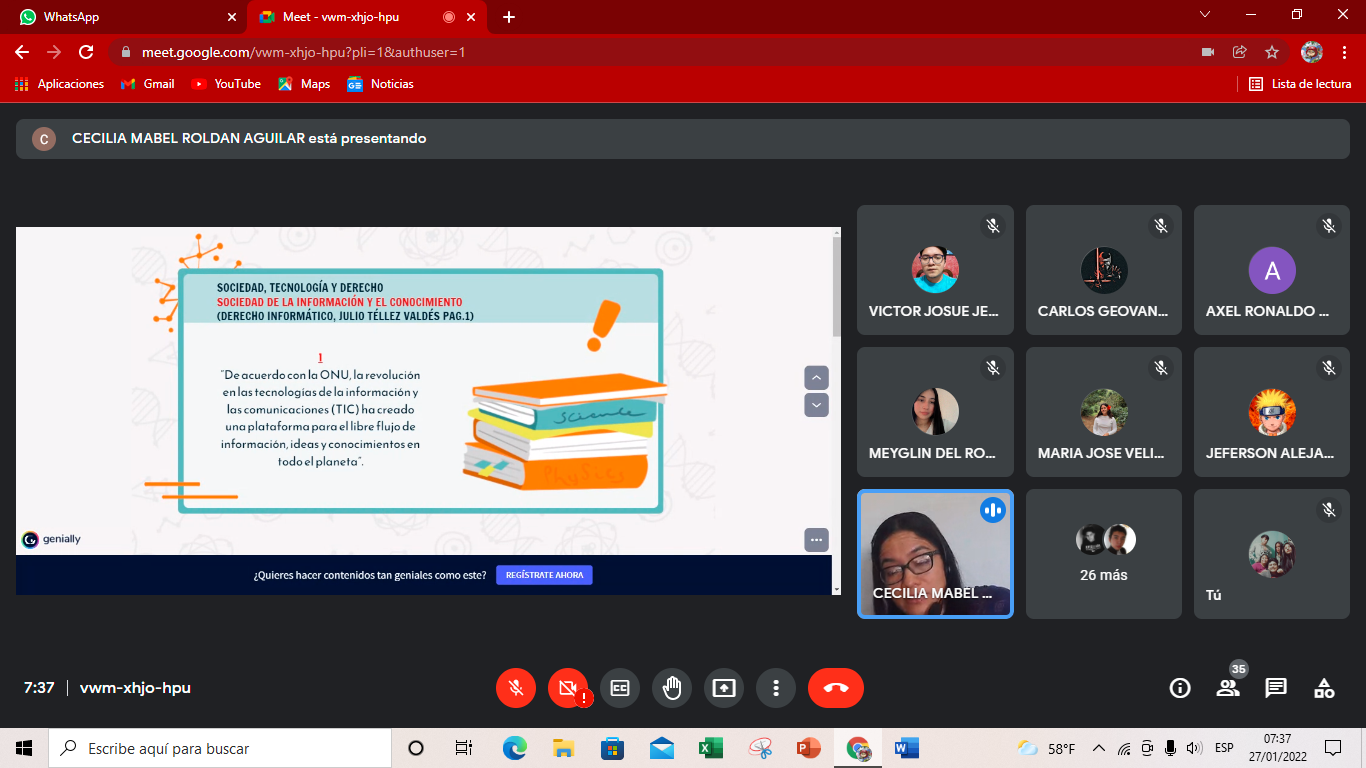 WhatsApp
Meet - vwm-xhjo-hpu
meet.google.com/vwm-xhjo-hpu?pli=1&authuser=1
Aplicaciones
Gmail
YouTube
Maps
Noticias
Lista de lectura
C
CECILIA MABEL ROLDAN AGUILAR está presentando
SOCIEDAD, TECNOLOGÍA Y DERECHO
SOCIEDAD DE LA INFORMACIÓN Y EL CONOCIMIENTO
(DERECHO INFORMÁTICO, JULIO TÉLLEZ VALDÉS PAG.1)
1
"De acuerdo con la ONU, la revolución
en las tecnologías de la información y
las comunicaciones (TIC) ha creado
una plataforma para el libre flujo de
información, ideas y conocimientos en
todo el planeta".
Science
Physics
genially
¿Quieres hacer contenidos tan geniales como este?
REGÍSTRATE AHORA
VICTOR JOSUE JE...
CARLOS GEOVAN...
A
AXEL RONALDO ...
MEYGLIN DEL RO...
MARIA JOSE VELI...
JEFERSON ALEJA...
CECILIA MABEL ...
26 más
Tú
7:37 | vwm-xhjo-hpu
35
Escribe aquí para buscar
58°F
ESP
07:37
27/01/2022